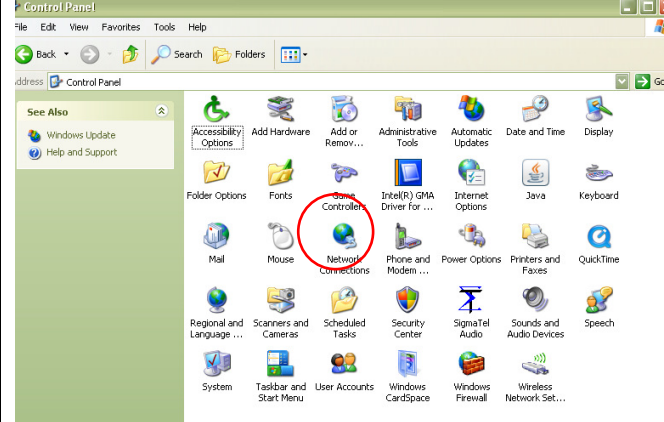 Control Panel
File Edit View Favorites Tools Help
Back Search Folders
Address Control Panel Go
See Also
Windows Update
Help and Support
Accessibility Options
Add Hardware
Add or Remov...
Administrative Tools
Automatic Updates
Date and Time
Display
Folder Options
Fonts
Game Controllers
Intel(R) GMA Driver for ...
Internet Options
Java
Keyboard
Mail
Mouse
Network Connections
Phone and Modem ...
Power Options
Printers and Faxes
QuickTime
Regional and Language ...
Scanners and Cameras
Scheduled Tasks
Security Center
SigmaTel Audio
Sounds and Audio Devices
Speech
System
Taskbar and Start Menu
User Accounts
Windows CardSpace
Windows Firewall
Wireless Network Set...